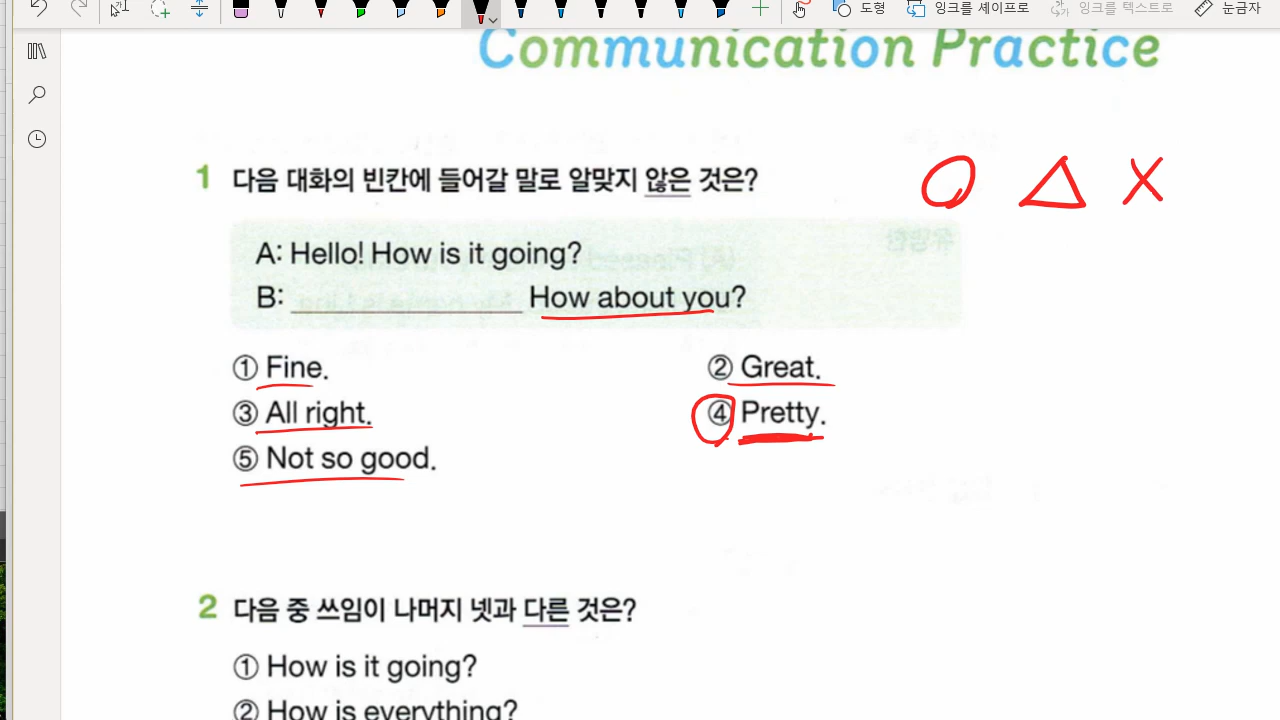 도형
잉크를 셰이프로
잉크를 텍스트로
눈금자
Communication Practice
1 다음 대화의 빈칸에 들어갈 말로 알맞지 않은 것은?
A: Hello! How is it going?
B: ________________ How about you?
① Fine.
② Great.
③ All right.
④ Pretty.
⑤ Not so good.
2 다음 중 쓰임이 나머지 넷과 다른 것은?
① How is it going?
② How is everything?